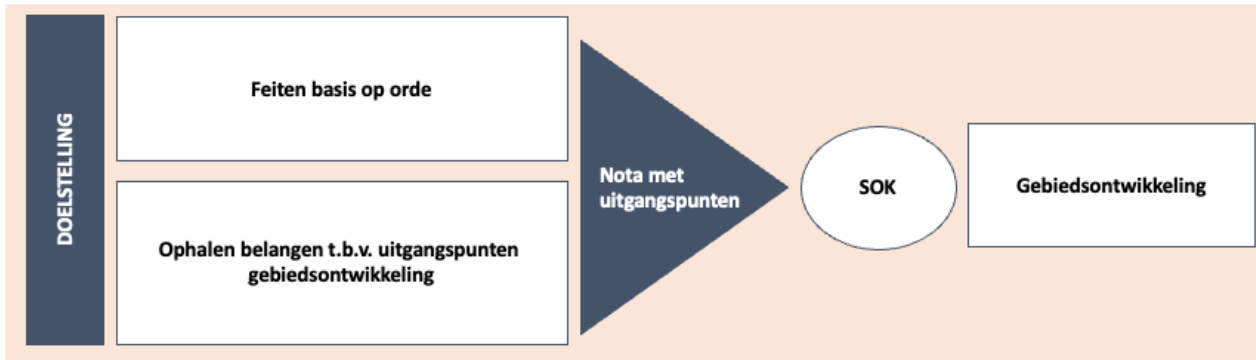 DOELSTELLING
Feiten basis op orde
Ophalen belangen t.b.v. uitgangspunten
gebiedsontwikkeling
Nota met
uitgangspunten
SOK
Gebiedsontwikkeling